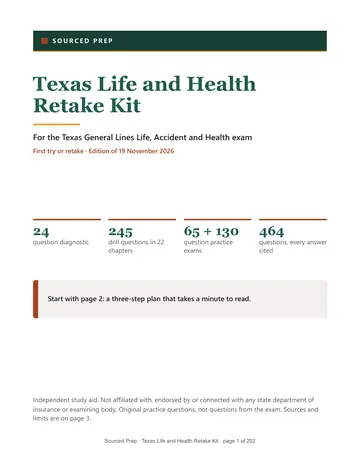 SOURCED PREP
Texas Life and Health
Retake Kit
For the Texas General Lines Life, Accident and Health exam
First try or retake · Edition of 19 November 2026
24
question diagnostic
245
drill questions in 22
chapters
65 + 130
question practice
exams
464
questions, every answer
cited
Start with page 2: a three-step plan that takes a minute to read.
Independent study aid. Not affiliated with, endorsed by or connected with any state department of
insurance or examining body. Original practice questions, not questions from the exam. Sources and
limits are on page 3.
Sourced Prep · Texas Life and Health Retake Kit · page 1 of 202